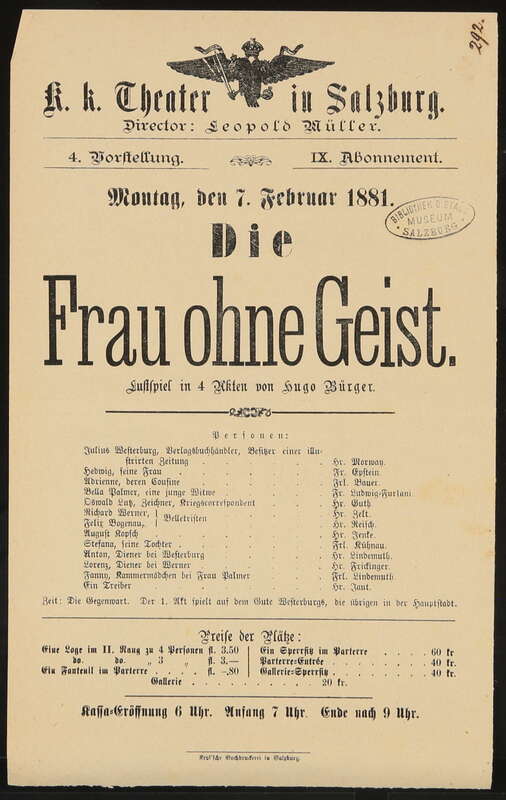 292.
K. k. Theater in Salzburg.
Director: Leopold Müller.
4. Vorstellung. IX. Abonnement.
Montag, den 7. Februar 1881.
BIBLIOTHEK D. STÄDT. MUSEUM SALZBURG
Die
Frau ohne Geist.
Lustspiel in 4 Akten von Hugo Bürger.
Personen:
Julius Westerburg, Verlagsbuchhändler, Besitzer einer illu-
strirten Zeitung . . . . . . . Hr. Morway.
Hedwig, seine Frau . . . . . . . Fr. Epstein.
Adrienne, deren Cousine . . . . . . . Frl. Bauer.
Bella Palmer, eine junge Witwe . . . . . . . Fr. Ludwig-Furlani.
Oswald Lutz, Zeichner, Kriegscorrespondent . . . . . . . Hr. Guth.
Richard Werner, } Belletristen . . . . . . . Hr. Zelt.
Felix Bogenau, . . . . . . . Hr. Reisch.
August Kopsch . . . . . . . Hr. Jenke.
Stefana, seine Tochter . . . . . . . Frl. Kühnau.
Anton, Diener bei Westerburg . . . . . . . Hr. Lindemuth.
Lorenz, Diener bei Werner . . . . . . . Hr. Frickinger.
Fanny, Kammermädchen bei Frau Palmer . . . . . . . Frl. Lindemuth.
Ein Treiber . . . . . . . Hr. Jaut.
Zeit: Die Gegenwart. Der 1. Akt spielt auf dem Gute Westerburgs, die übrigen in der Hauptstadt.
Preise der Plätze:
Eine Loge im II. Rang zu 4 Personen fl. 3.50
do. do. „ 3 „ fl. 3.—
Ein Fauteuil im Parterre . . . fl. –.80
Ein Sperrsitz im Parterre . . . . 60 kr.
Parterre-Entrée . . . . 40 kr.
Gallerie-Sperrsitz . . . . 40 kr.
Gallerie . . . . . . . . 20 kr.
Kassa-Eröffnung 6 Uhr. Anfang 7 Uhr. Ende nach 9 Uhr.
Buchdruckerei in Salzburg.